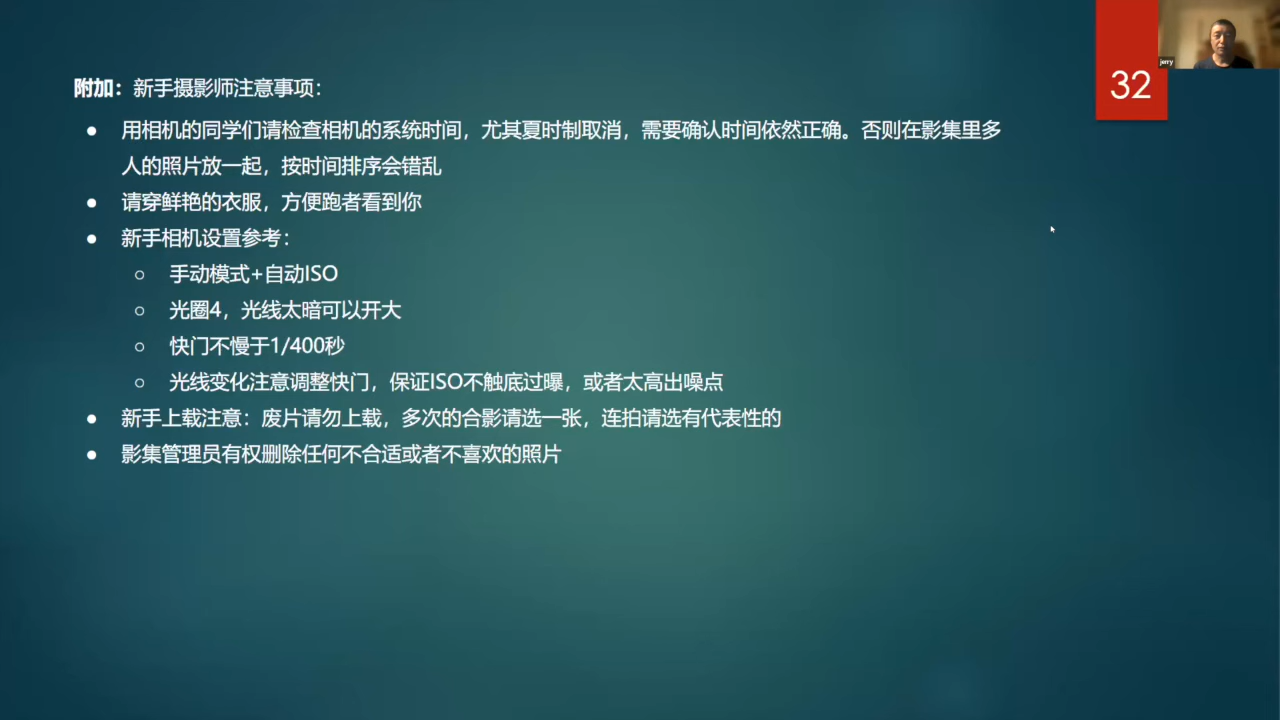 附加：新手摄影师注意事项：
● 用相机的同学们请检查相机的系统时间，尤其夏时制取消，需要确认时间依然正确。否则在影集里多
人的照片放一起，按时间排序会错乱
● 请穿鲜艳的衣服，方便跑者看到你
● 新手相机设置参考：
○ 手动模式+自动ISO
○ 光圈4，光线太暗可以开大
○ 快门不慢于1/400秒
○ 光线变化注意调整快门，保证ISO不触底过曝，或者太高出噪点
● 新手上载注意：废片请勿上载，多次的合影请选一张，连拍请选有代表性的
● 影集管理员有权删除任何不合适或者不喜欢的照片
32
jerry